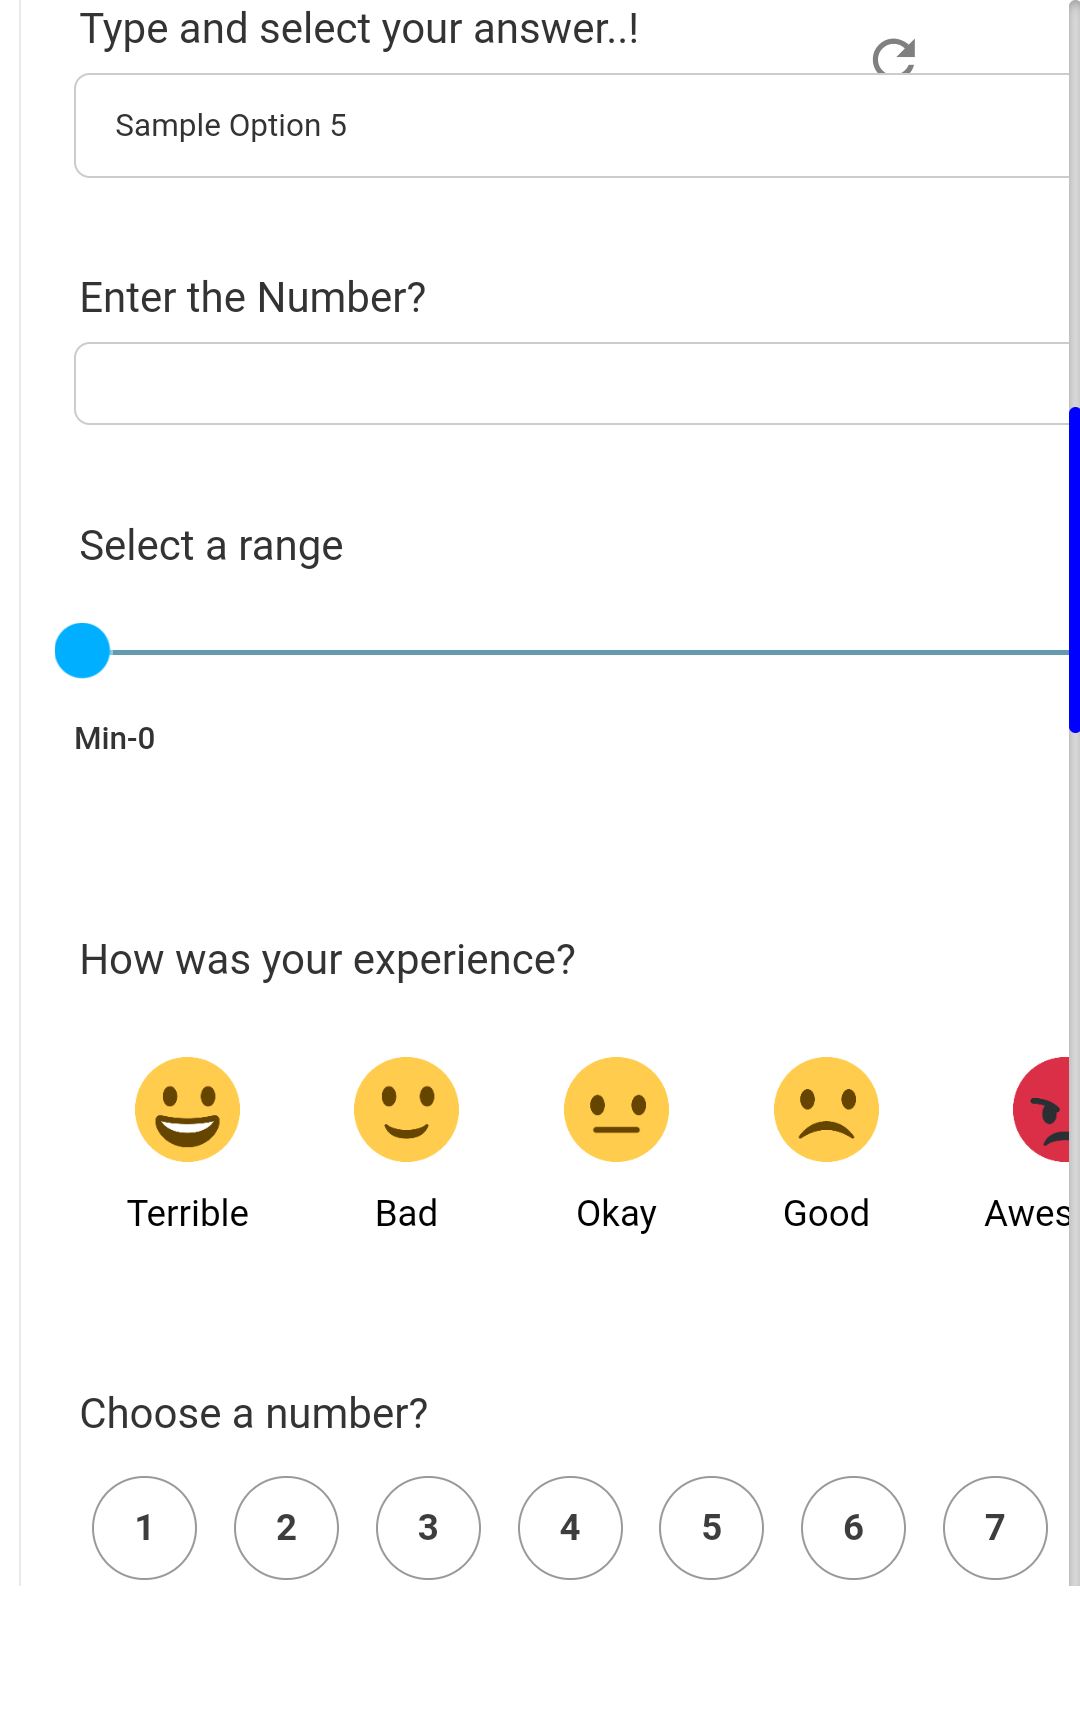 Type and select your answer..!
Sample Option 5
Enter the Number?
Select a range
Min-0
How was your experience?
Terrible Bad Okay Good Awes
Choose a number?
1 2 3 4 5 6 7